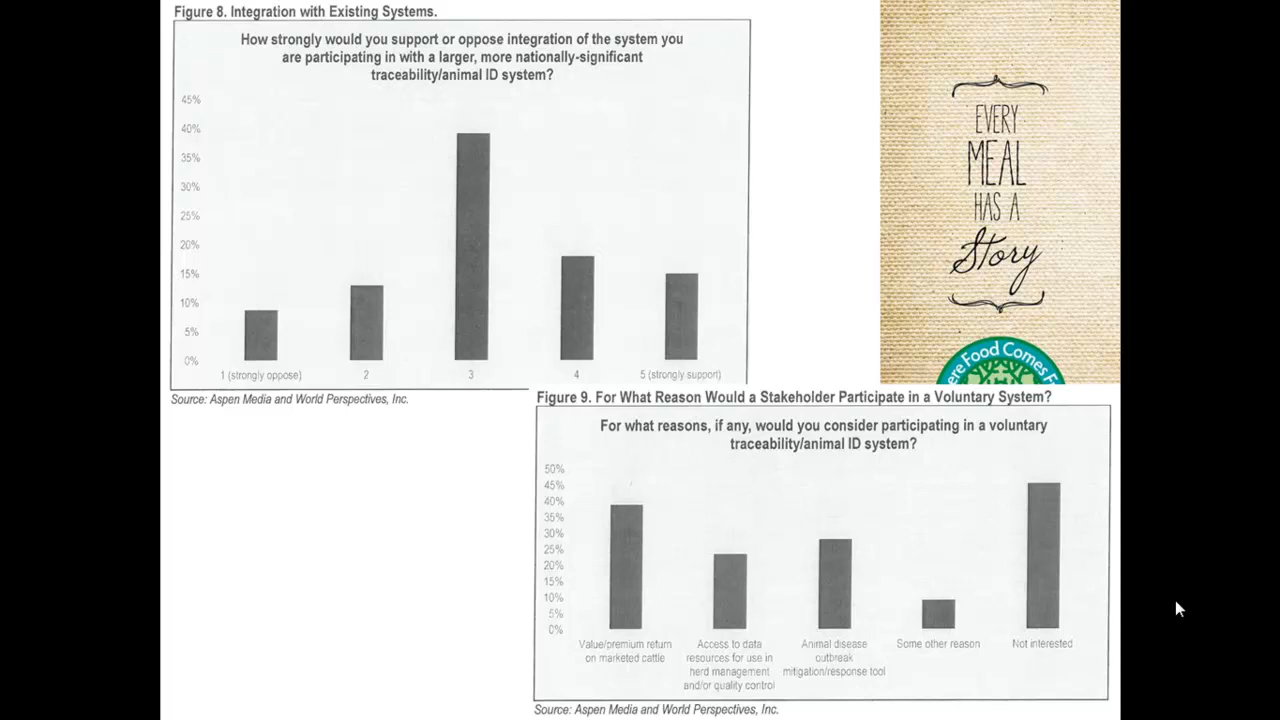 Figure 8. Integration with Existing Systems.
How strongly would you support or oppose integration of the system you
are participating in with a larger, more nationally-significant
traceability/animal ID system?
45%
40%
35%
30%
25%
20%
15%
10%
5%
0%
1 (strongly oppose)
2
3
4
5 (strongly support)
Source: Aspen Media and World Perspectives, Inc.
EVERY
MEAL
HAS A
Story
ere Food Comes F
Figure 9. For What Reason Would a Stakeholder Participate in a Voluntary System?
For what reasons, if any, would you consider participating in a voluntary
traceability/animal ID system?
50%
45%
40%
35%
30%
25%
20%
15%
10%
5%
0%
Value/premium return
on marketed cattle
Access to data
resources for use in
herd management
and/or quality control
Animal disease
outbreak
mitigation/response tool
Some other reason
Not interested
Source: Aspen Media and World Perspectives, Inc.